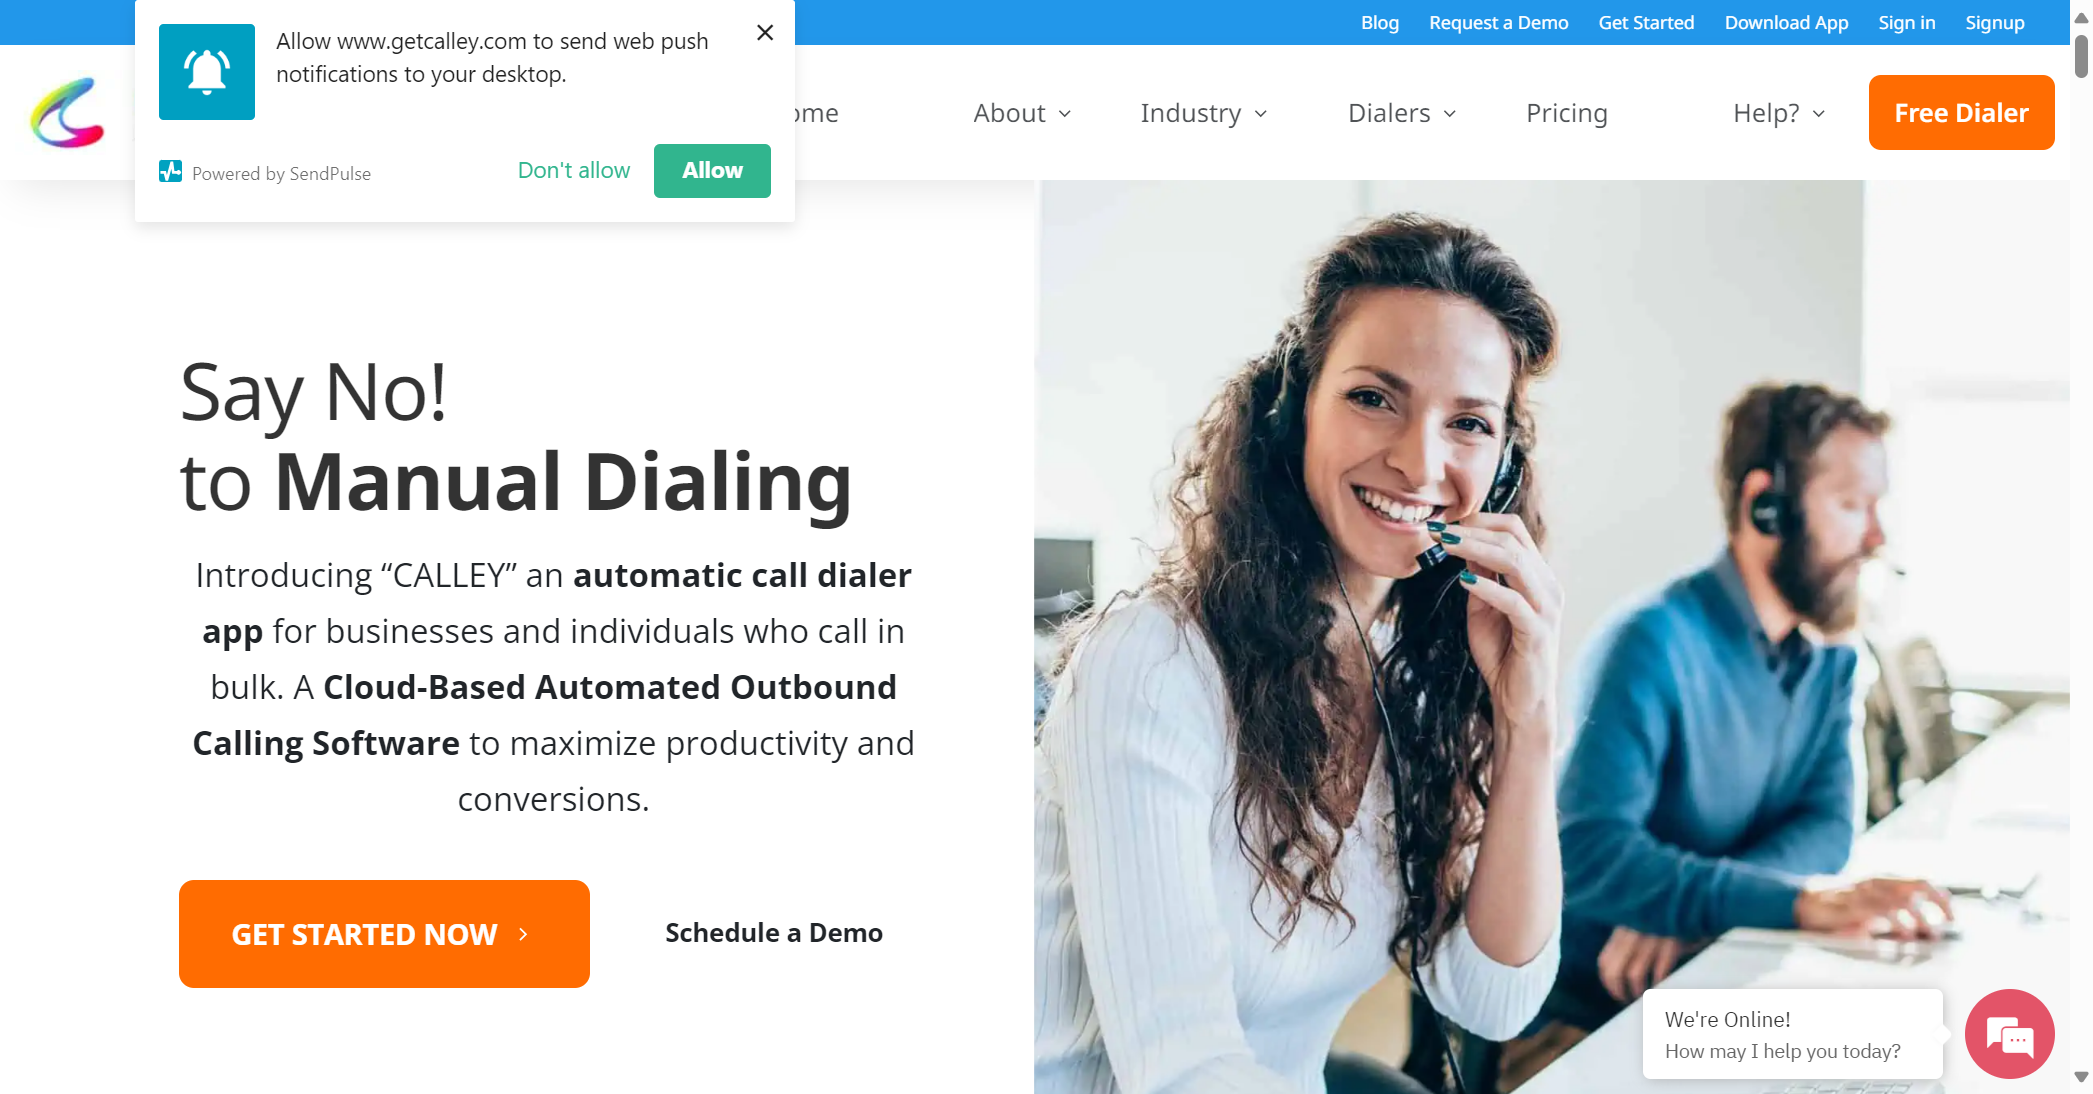 Allow www.getcalley.com to send web push
notifications to your desktop.
Powered by SendPulse
Don't allow
Allow
Blog
Request a Demo
Get Started
Download App
Sign in
Signup
ome
About
Industry
Dialers
Pricing
Help?
Free Dialer
Say No!
to Manual Dialing
Introducing “CALLEY” an automatic call dialer
app for businesses and individuals who call in
bulk. A Cloud-Based Automated Outbound
Calling Software to maximize productivity and
conversions.
GET STARTED NOW
Schedule a Demo
We're Online!
How may I help you today?